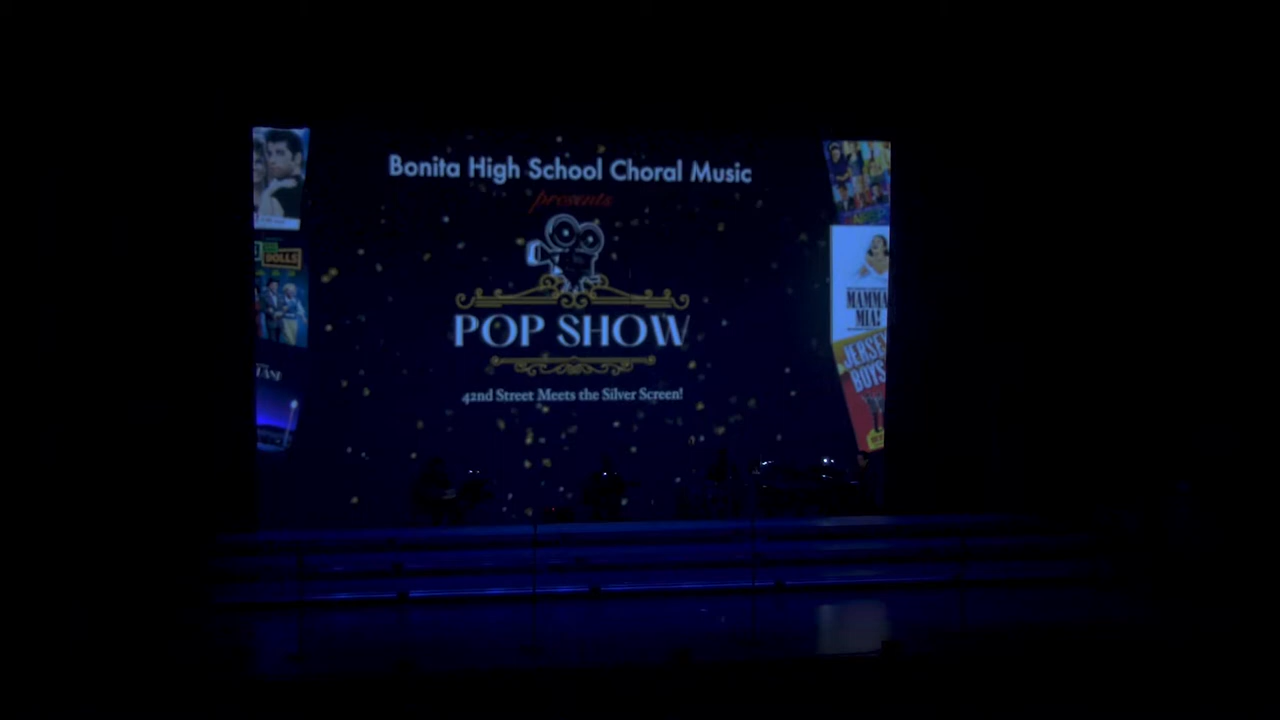 Bonita High School Choral Music
presents
POP SHOW
42nd Street Meets the Silver Screen!
DOLLS
MAMMA
MIA!
JERSEY
BOYS